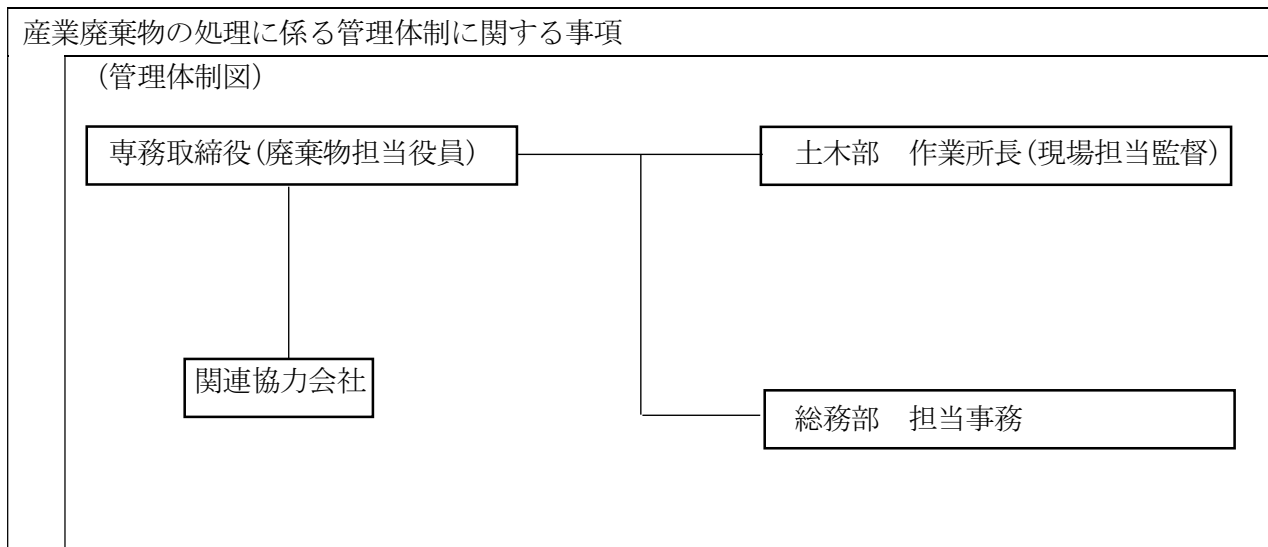 産業廃棄物の処理に係る管理体制に関する事項
（管理体制図）
専務取締役（廃棄物担当役員）
土木部　作業所長（現場担当監督）
関連協力会社
総務部　担当事務